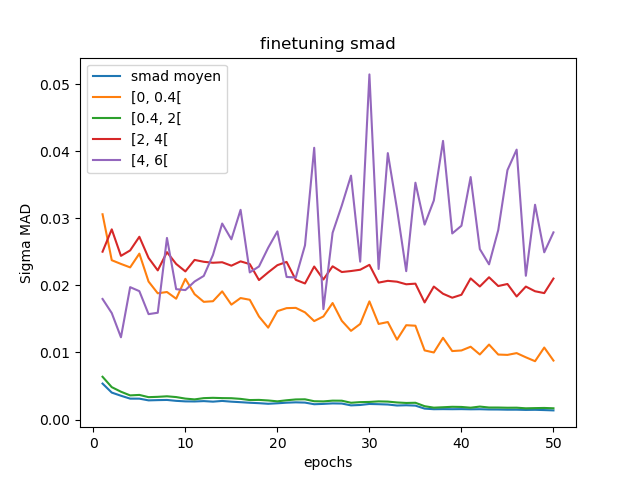 finetuning smad
smad moyen
[0, 0.4[
[0.4, 2[
[2, 4[
[4, 6[
0.05
0.04
0.03
0.02
0.01
0.00
Sigma MAD
0 10 20 30 40 50
epochs